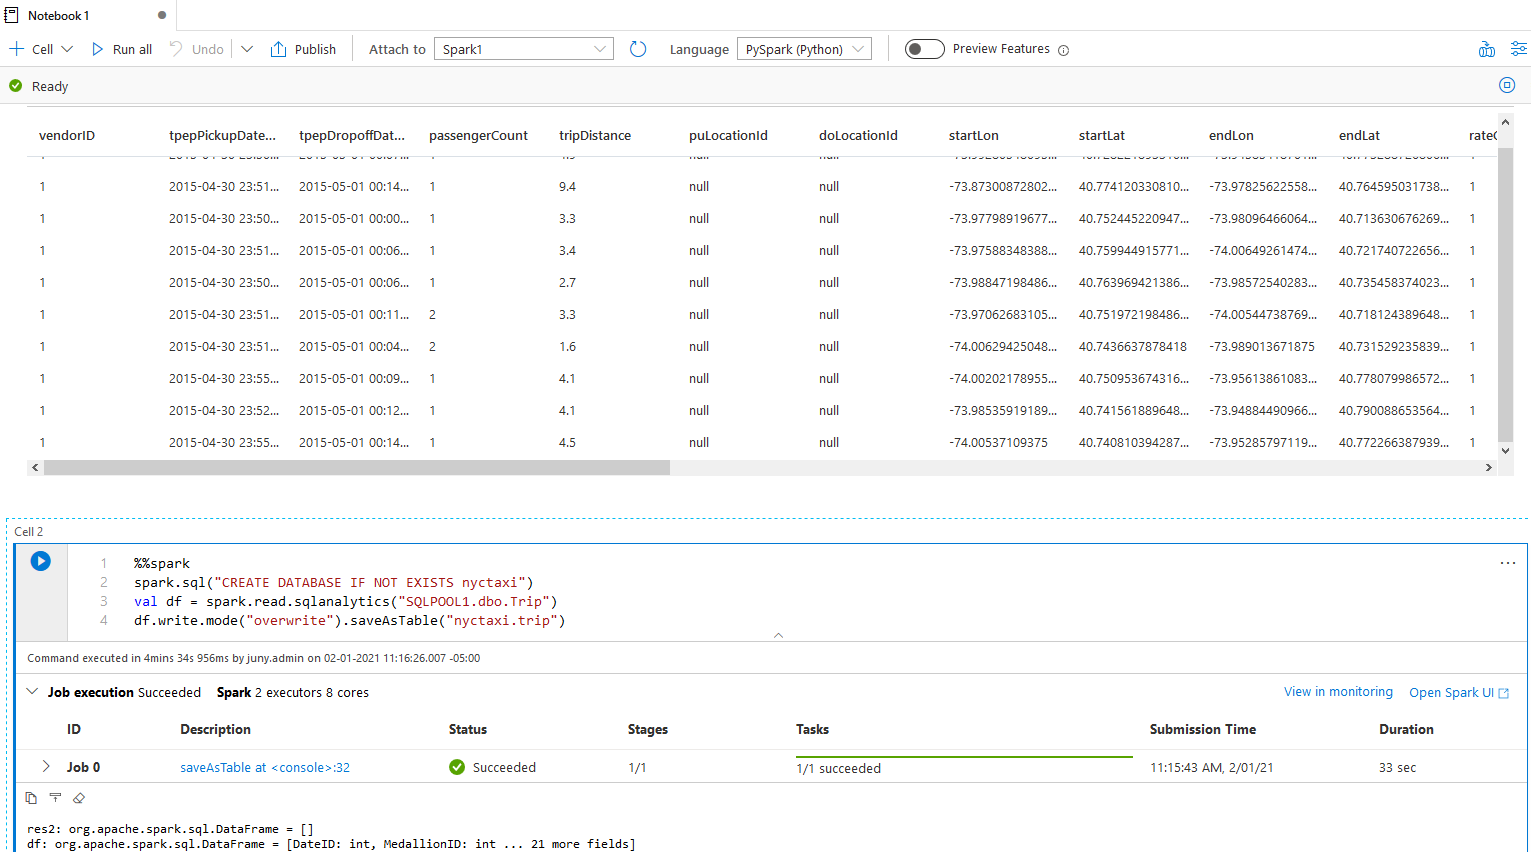 Notebook 1
Cell Run all Undo Publish Attach to Spark1 Language PySpark (Python) Preview Features
Ready
vendorID tpepPickupDate... tpepDropoffDat... passengerCount tripDistance puLocationId doLocationId startLon startLat endLon endLat rateC
1 2015-04-30 23:51... 2015-05-01 00:14... 1 9.4 null null -73.87300872802... 40.774120330810... -73.97825622558... 40.764595031738... 1
1 2015-04-30 23:50... 2015-05-01 00:00... 1 3.3 null null -73.97798919677... 40.752445220947... -73.98096466064... 40.713630676269... 1
1 2015-04-30 23:51... 2015-05-01 00:06... 1 3.4 null null -73.97588348388... 40.759944915771... -74.00649261474... 40.721740722656... 1
1 2015-04-30 23:50... 2015-05-01 00:06... 1 2.7 null null -73.98847198486... 40.763969421386... -73.98572540283... 40.735458374023... 1
1 2015-04-30 23:51... 2015-05-01 00:11... 2 3.3 null null -73.97062683105... 40.751972198486... -74.00544738769... 40.718124389648... 1
1 2015-04-30 23:51... 2015-05-01 00:04... 2 1.6 null null -74.00629425048... 40.7436637878418 -73.989013671875 40.731529235839... 1
1 2015-04-30 23:55... 2015-05-01 00:09... 1 4.1 null null -74.00202178955... 40.750953674316... -73.95613861083... 40.778079986572... 1
1 2015-04-30 23:52... 2015-05-01 00:12... 1 4.1 null null -73.98535919189... 40.741561889648... -73.94884490966... 40.790088653564... 1
1 2015-04-30 23:55... 2015-05-01 00:14... 1 4.5 null null -74.00537109375 40.740810394287... -73.95285797119... 40.772266387939... 1
Cell 2
1 %%spark
2 spark.sql("CREATE DATABASE IF NOT EXISTS nyctaxi")
3 val df = spark.read.sqlanalytics("SQLPOOL1.dbo.Trip")
4 df.write.mode("overwrite").saveAsTable("nyctaxi.trip")
Command executed in 4mins 34s 956ms by juny.admin on 02-01-2021 11:16:26.007 -05:00
Job execution Succeeded Spark 2 executors 8 cores View in monitoring Open Spark UI
ID Description Status Stages Tasks Submission Time Duration
Job 0 saveAsTable at <console>:32 Succeeded 1/1 1/1 succeeded 11:15:43 AM, 2/01/21 33 sec
res2: org.apache.spark.sql.DataFrame = []
df: org.apache.spark.sql.DataFrame = [DateID: int, MedallionID: int ... 21 more fields]